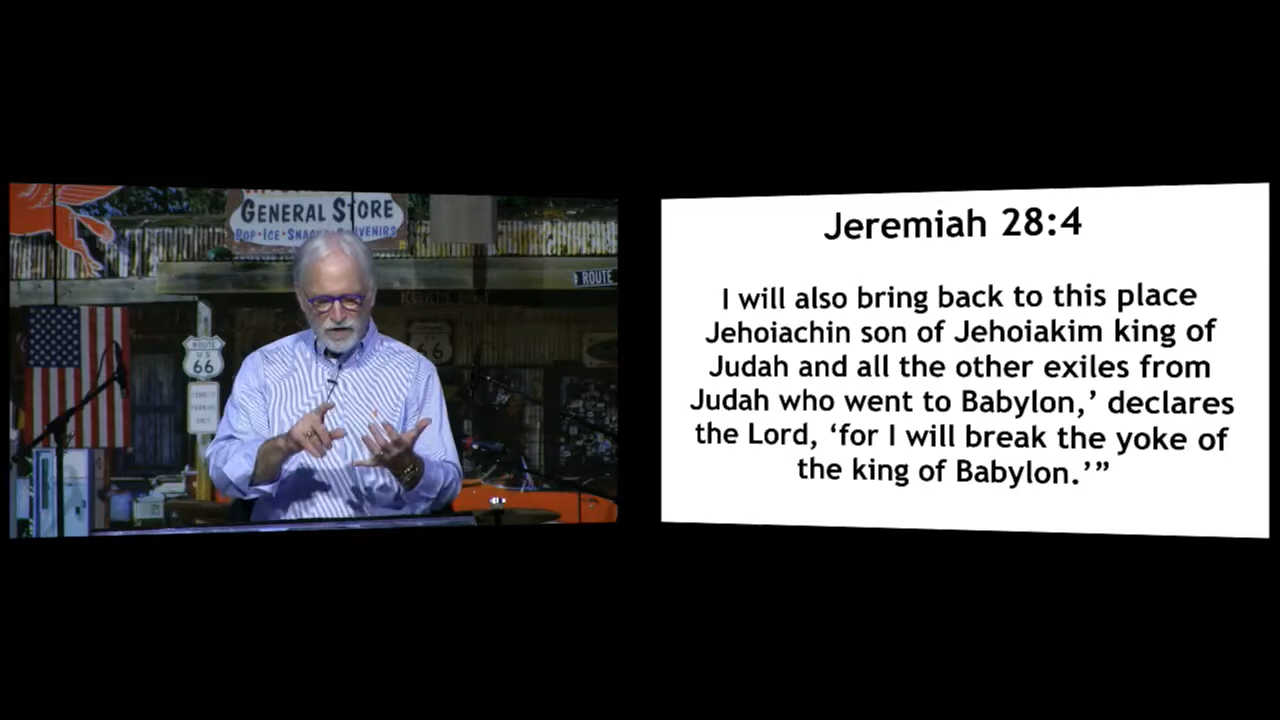 GENERAL STORE
POP•ICE•SNACKS•SOUVENIRS
ROUTE
ROUTE
U S
66
66
Jeremiah 28:4
I will also bring back to this place
Jehoiachin son of Jehoiakim king of
Judah and all the other exiles from
Judah who went to Babylon,’ declares
the Lord, ‘for I will break the yoke of
the king of Babylon.’”